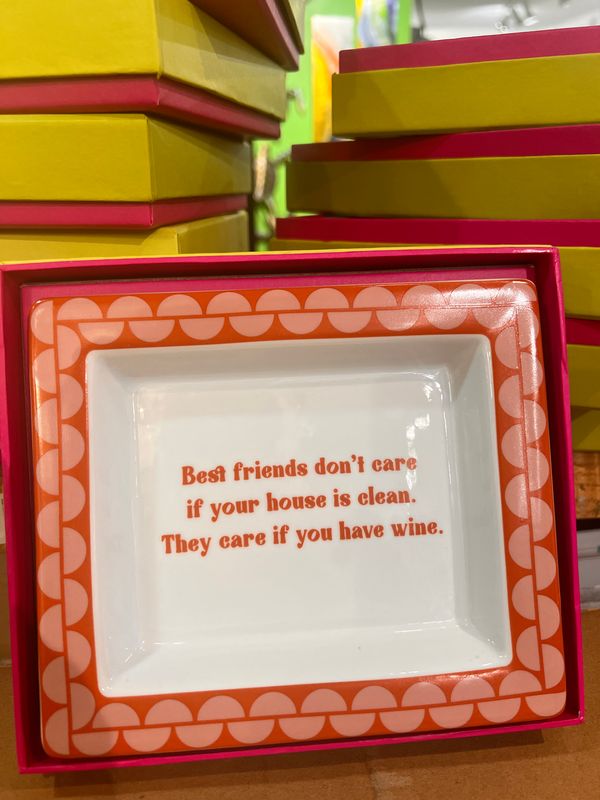 Best friends don't care
if your house is clean.
They care if you have wine.